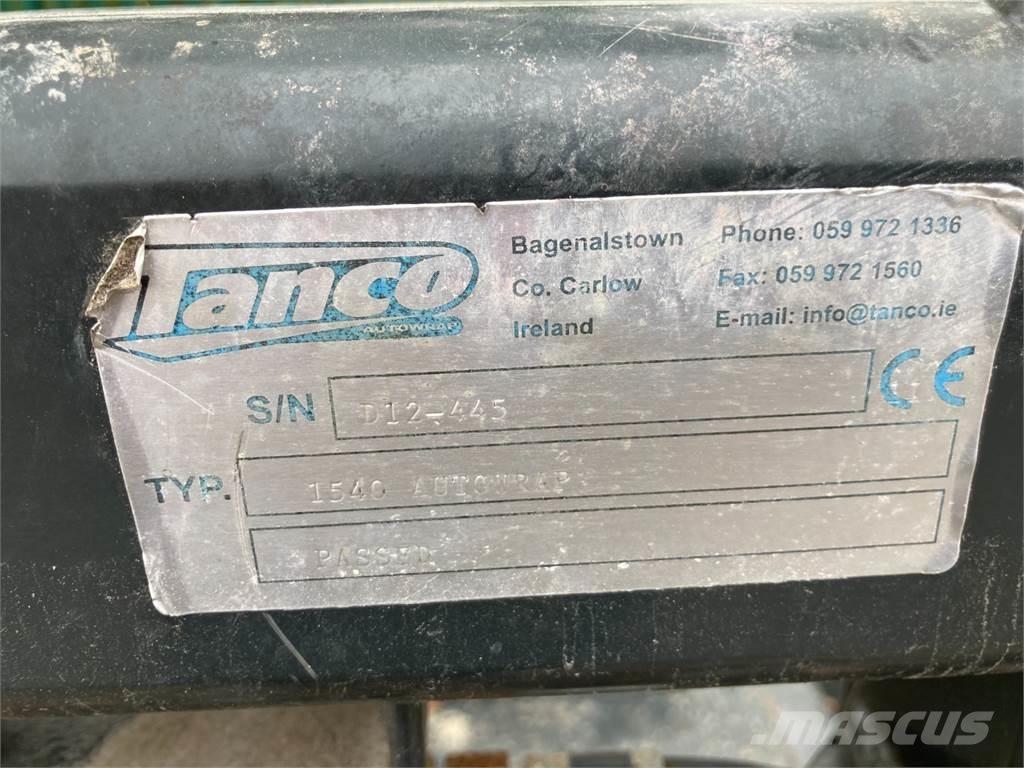 Tanco
AUTOWRAP
Bagenalstown
Co. Carlow
Ireland
Phone: 059 972 1336
Fax: 059 972 1560
E-mail: info@tanco.ie
S/N D12-445
CE
TYP. 1540 AUTOWRAP
PASSED
MASCUS